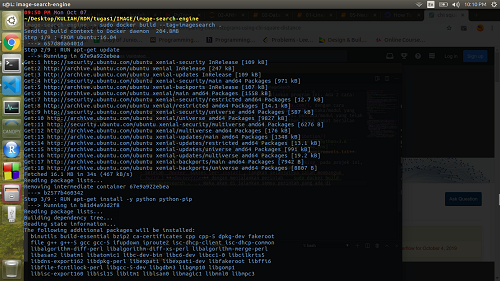 09:50 PM Mon Oct 07
~/Desktop/KULIAH/RDM/tugas1/IMAGE/image-search-engine
image-search-engine - sudo docker build --tag=imagesearch .
Sending build context to Docker daemon 204.8MB
Step 1/9 : FROM ubuntu:16.04
Step 2/9 : RUN apt-get update
---> Running in 67e9a922ebea
Get:1 http://security.ubuntu.com/ubuntu xenial-security InRelease [109 kB]
Get:2 http://archive.ubuntu.com/ubuntu xenial InRelease [247 kB]
Get:3 http://archive.ubuntu.com/ubuntu xenial-updates InRelease [109 kB]
Get:4 http://security.ubuntu.com/ubuntu xenial-security/main amd64 Packages [971 kB]
Get:5 http://archive.ubuntu.com/ubuntu xenial-backports InRelease [107 kB]
Get:6 http://archive.ubuntu.com/ubuntu xenial/main amd64 Packages [1558 kB]
Get:7 http://security.ubuntu.com/ubuntu xenial-security/restricted amd64 Packages [12.7 kB]
Get:8 http://archive.ubuntu.com/ubuntu xenial/restricted amd64 Packages [14.1 kB]
Get:9 http://security.ubuntu.com/ubuntu xenial-security/universe amd64 Packages [587 kB]
Get:10 http://archive.ubuntu.com/ubuntu xenial/universe amd64 Packages [9827 kB]
Get:11 http://security.ubuntu.com/ubuntu xenial-security/multiverse amd64 Packages [6276 B]
Get:12 http://archive.ubuntu.com/ubuntu xenial/multiverse amd64 Packages [176 kB]
Get:13 http://archive.ubuntu.com/ubuntu xenial-updates/main amd64 Packages [1348 kB]
Get:14 http://archive.ubuntu.com/ubuntu xenial-updates/restricted amd64 Packages [13.1 kB]
Get:15 http://archive.ubuntu.com/ubuntu xenial-updates/universe amd64 Packages [991 kB]
Get:16 http://archive.ubuntu.com/ubuntu xenial-updates/multiverse amd64 Packages [19.2 kB]
Get:17 http://archive.ubuntu.com/ubuntu xenial-backports/main amd64 Packages [7942 B]
Get:18 http://archive.ubuntu.com/ubuntu xenial-backports/universe amd64 Packages [8807 B]
Fetched 16.1 MB in 34s (467 kB/s)
Reading package lists...
Removing intermediate container 67e9a922ebea
---> b2577b460342
Step 3/9 : RUN apt-get install -y python python-pip
---> Running in b81d4a93d2f8
Reading package lists...
Building dependency tree...
Reading state information...
The following additional packages will be installed:
binutils build-essential bzip2 ca-certificates cpp cpp-5 dpkg-dev fakeroot
file g++ g++-5 gcc gcc-5 ifupdown iproute2 isc-dhcp-client isc-dhcp-common
libalgorithm-diff-perl libalgorithm-diff-xs-perl libalgorithm-merge-perl
libasan2 libatm1 libatomic1 libc-dev-bin libc6-dev libcc1-0 libcilkrts5
libdns-export162 libdpkg-perl libexpat1 libexpat1-dev libfakeroot libffi6
libfile-fcntllock-perl libgcc-5-dev libgdbm3 libgmp10 libgomp1
libisc-export160 libisl15 libitm1 liblsan0 libmagic1 libmnl0 libmpc3
10:10 PM
Ask Question